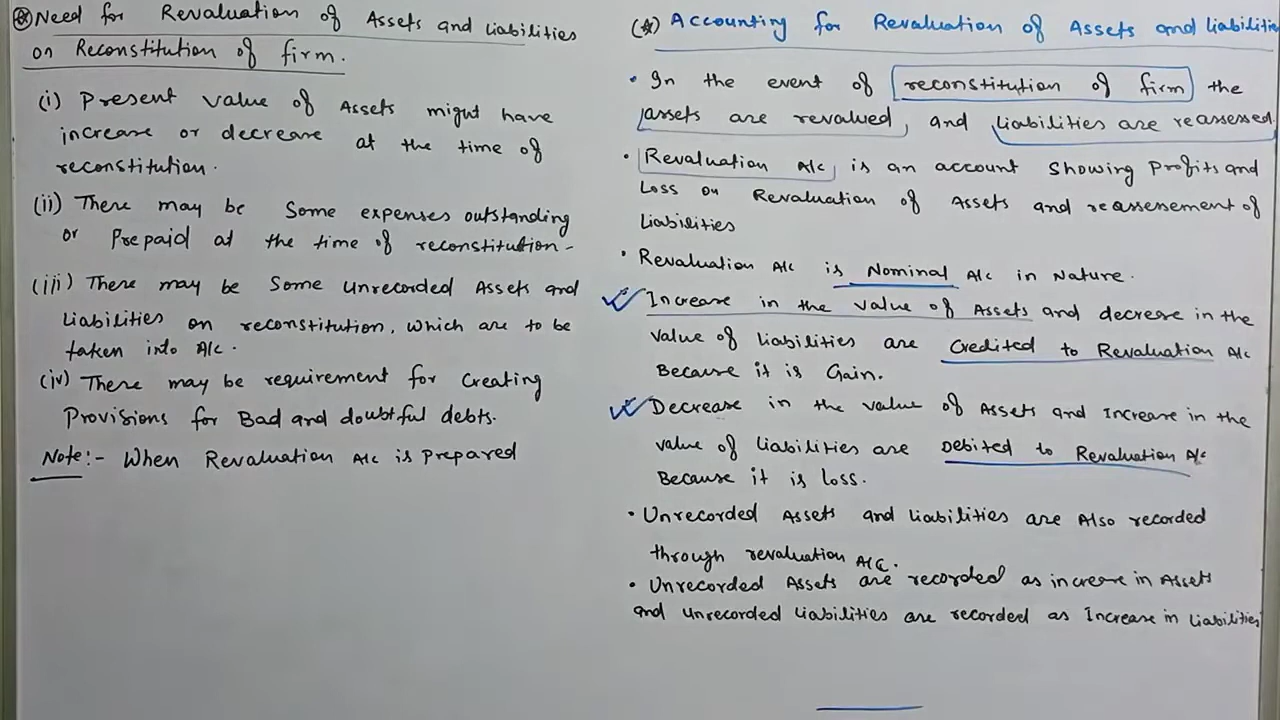 Need for Revaluation of Assets and Liabilities
on Reconstitution of firm.
(i) Present value of Assets might have
increase or decrease at the time of
reconstitution.
(ii) There may be Some expenses outstanding
or Prepaid at the time of reconstitution-
(iii) There may be Some Unrecorded Assets and
Liabilities on reconstitution, which are to be
taken into A/c.
(iv) There may be requirement for Creating
Provisions for Bad and doubtful debts.
Note:- When Revaluation A/c is Prepared
(*) Accounting for Revaluation of Assets and Liabilitie
• In the event of reconstitution of firm the
assets are revalued, and Liabilities are reassessed.
• Revaluation A/c is an account Showing Profits and
Loss on Revaluation of Assets and reassenement of
Liabilities
• Revaluation A/c is Nominal A/c in Nature.
Increase in the value of Assets and decrease in the
value of Liabilities are Credited to Revaluation A/c
Because it is Gain.
Decrease in the value of Assets and Increase in the
value of Liabilities are Debited to Revaluation A/c
Because it is Loss.
• Unrecorded Assets and Liabilities are Also recorded
through revaluation A/c.
• Unrecorded Assets are recorded as increase in Assets
and Unrecorded Liabilities are recorded as Increase in Liabilities